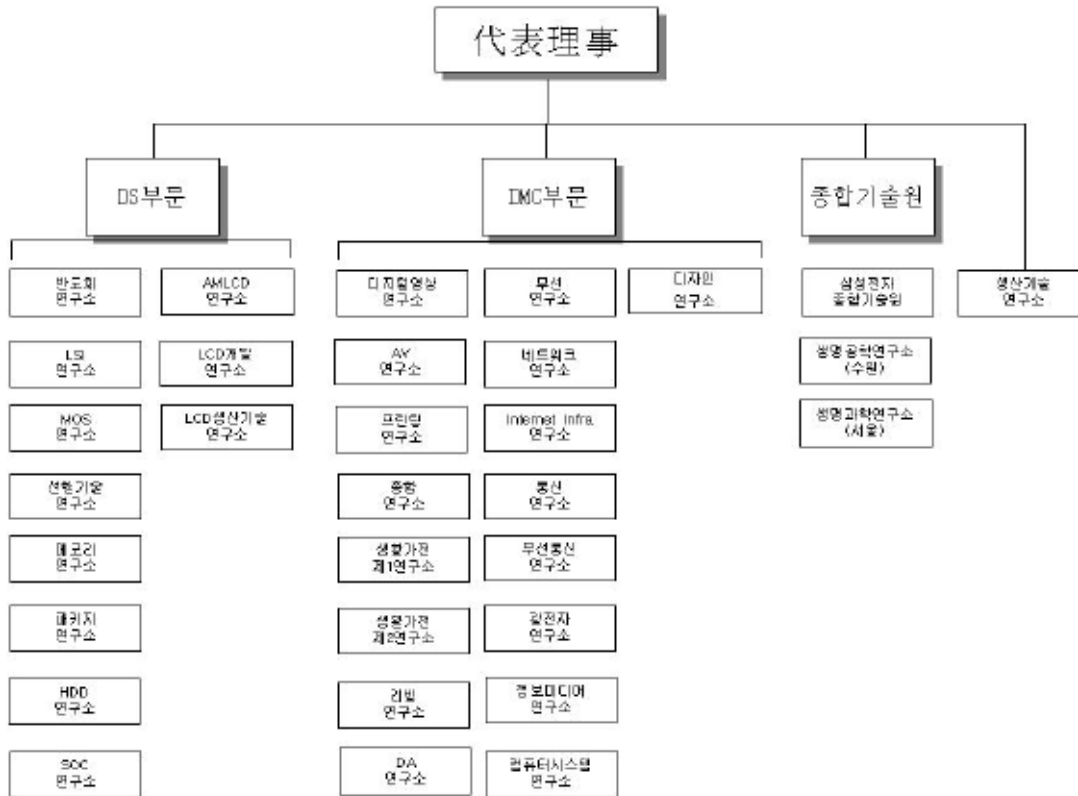 代表理事
DS부문
DMC부문
종합기술원
반도체
연구소
AMLCD
연구소
디지털영상
연구소
무선
연구소
디자인
연구소
삼성전자
종합기술원
생산기술
연구소
LSI
연구소
LCD개발
연구소
AV
연구소
네트워크
연구소
생명공학연구소
(수원)
MOS
연구소
LCD생산기술
연구소
프린팅
연구소
Internet Infra
연구소
생명과학연구소
(서울)
선행기술
연구소
종합
연구소
통신
연구소
메모리
연구소
생활가전
제1연구소
무선통신
연구소
패키지
연구소
생활가전
제2연구소
광전자
연구소
HDD
연구소
리빙
연구소
정보미디어
연구소
SOC
연구소
DA
연구소
컴퓨터시스템
연구소